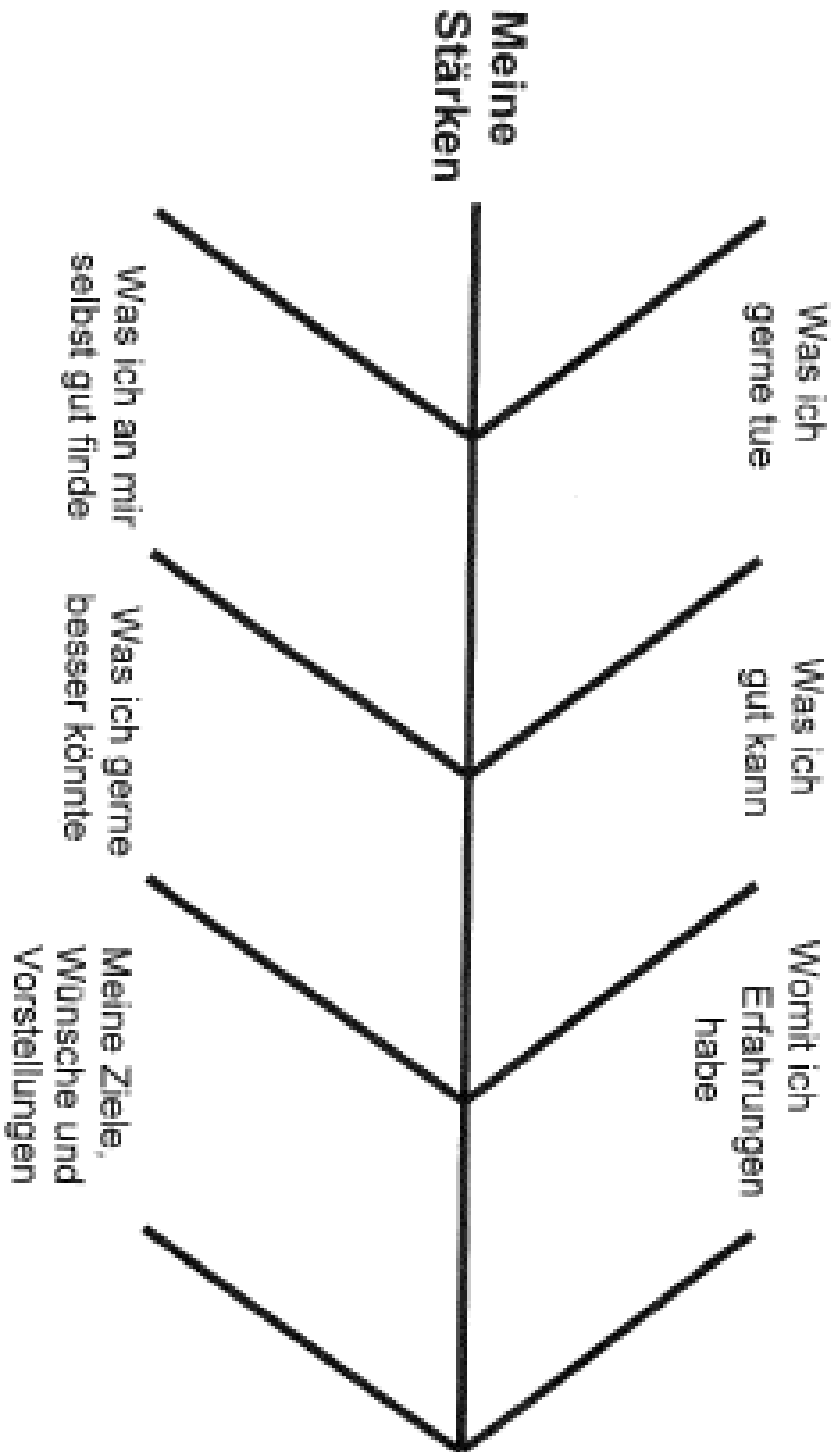 Meine
Stärken
Was ich
gerne tue
Was ich
gut kann
Womit ich
Erfahrungen
habe
Was ich an mir
selbst gut finde
Was ich gerne
besser könnte
Meine Ziele,
Wünsche und
Vorstellungen